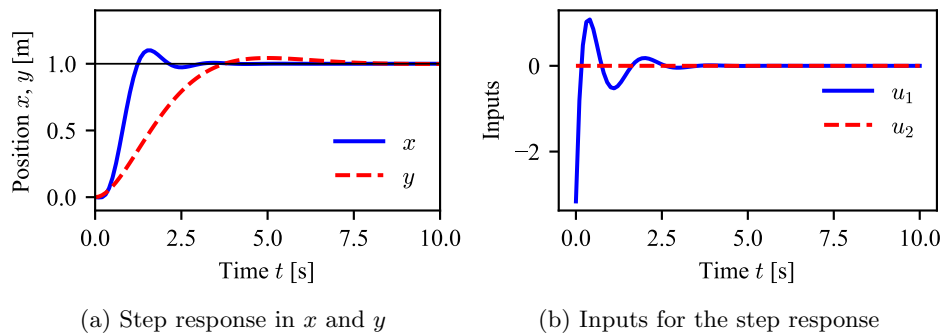 Position x, y [m]
1.0
0.5
0.0
x
y
0.0 2.5 5.0 7.5 10.0
Time t [s]
(a) Step response in x and y
Inputs
0
−2
u₁
u₂
0.0 2.5 5.0 7.5 10.0
Time t [s]
(b) Inputs for the step response